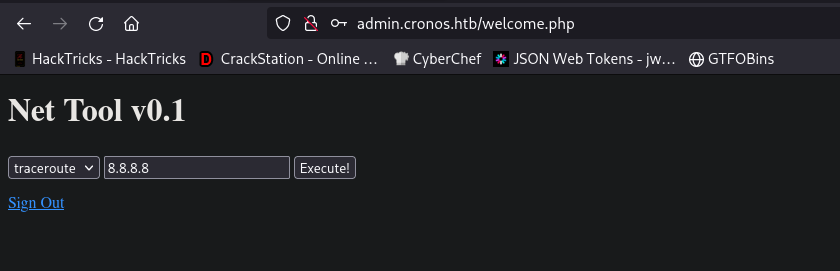 admin.cronos.htb/welcome.php
HackTricks - HackTricks D CrackStation - Online ... CyberChef JSON Web Tokens - jw... GTFOBins
Net Tool v0.1
traceroute 8.8.8.8 Execute!
Sign Out